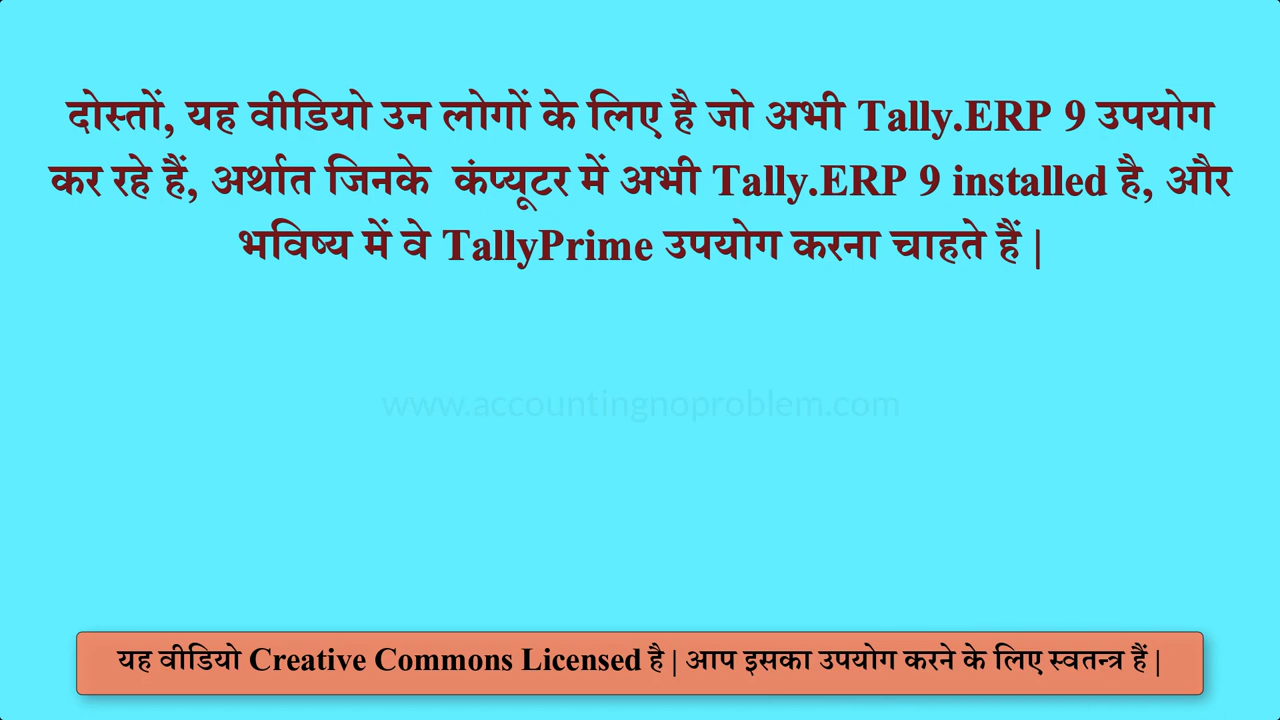 दोस्तों, यह वीडियो उन लोगों के लिए है जो अभी Tally.ERP 9 उपयोग
कर रहे हैं, अर्थात जिनके कंप्यूटर में अभी Tally.ERP 9 installed है, और
भविष्य में वे TallyPrime उपयोग करना चाहते हैं |
www.accountingnoproblem.com
यह वीडियो Creative Commons Licensed है | आप इसका उपयोग करने के लिए स्वतन्त्र हैं |